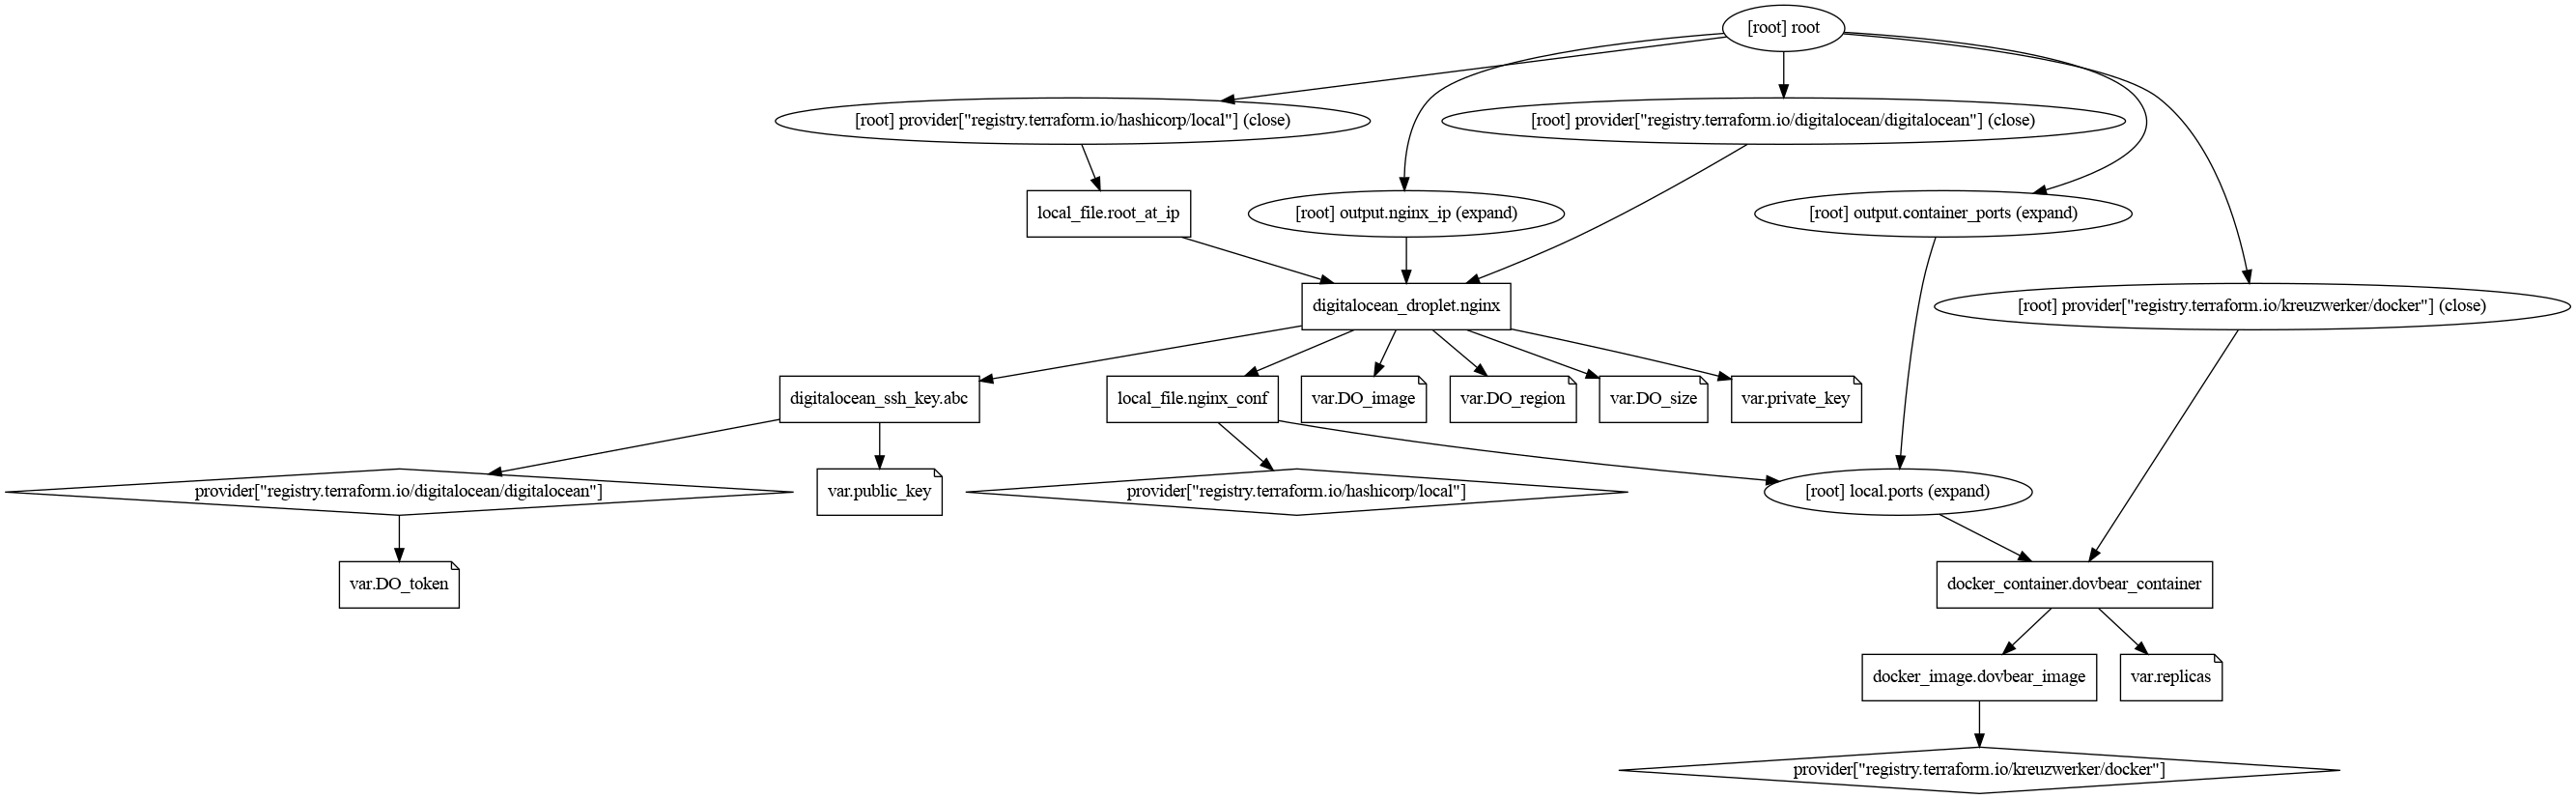 [root] root
[root] provider["registry.terraform.io/hashicorp/local"] (close)
[root] provider["registry.terraform.io/digitalocean/digitalocean"] (close)
local_file.root_at_ip
[root] output.nginx_ip (expand)
[root] output.container_ports (expand)
digitalocean_droplet.nginx
[root] provider["registry.terraform.io/kreuzwerker/docker"] (close)
digitalocean_ssh_key.abc
local_file.nginx_conf
var.DO_image
var.DO_region
var.DO_size
var.private_key
provider["registry.terraform.io/digitalocean/digitalocean"]
var.public_key
provider["registry.terraform.io/hashicorp/local"]
[root] local.ports (expand)
var.DO_token
docker_container.dovbear_container
docker_image.dovbear_image
var.replicas
provider["registry.terraform.io/kreuzwerker/docker"]